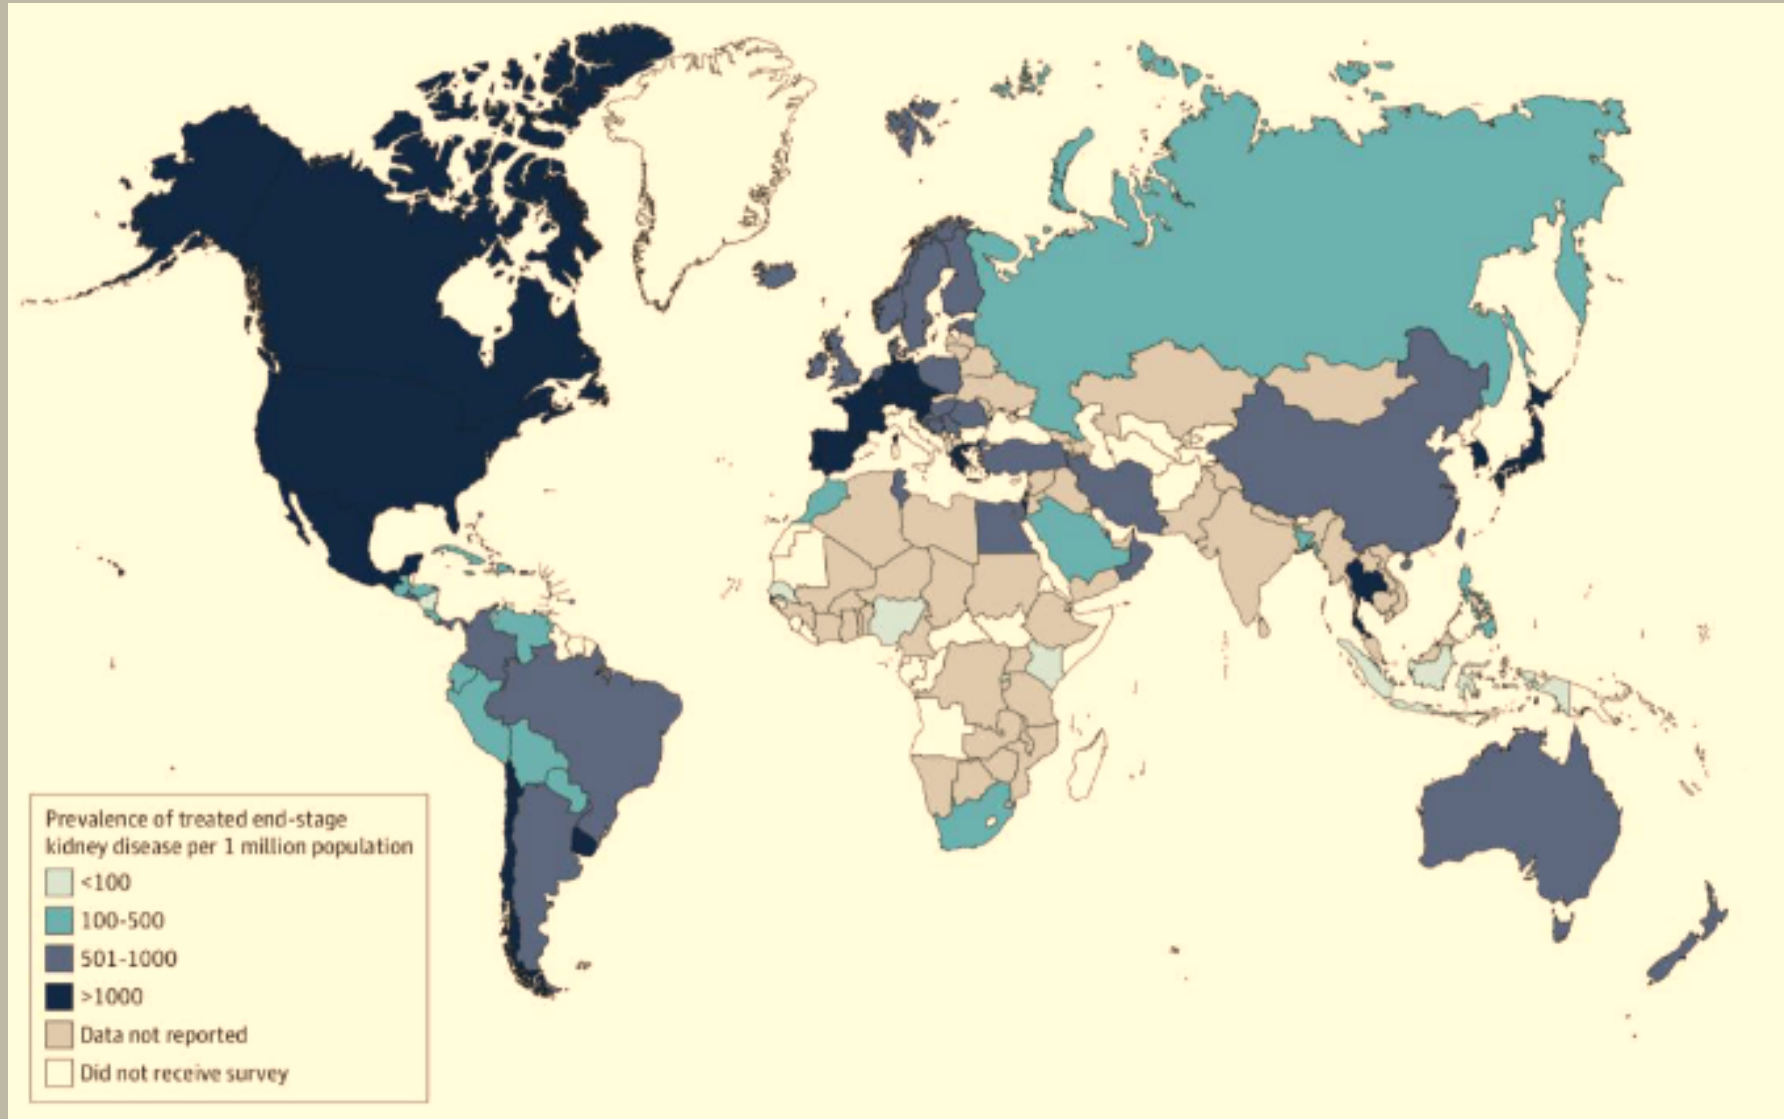 Prevalence of treated end-stage
kidney disease per 1 million population
<100
100-500
501-1000
>1000
Data not reported
Did not receive survey